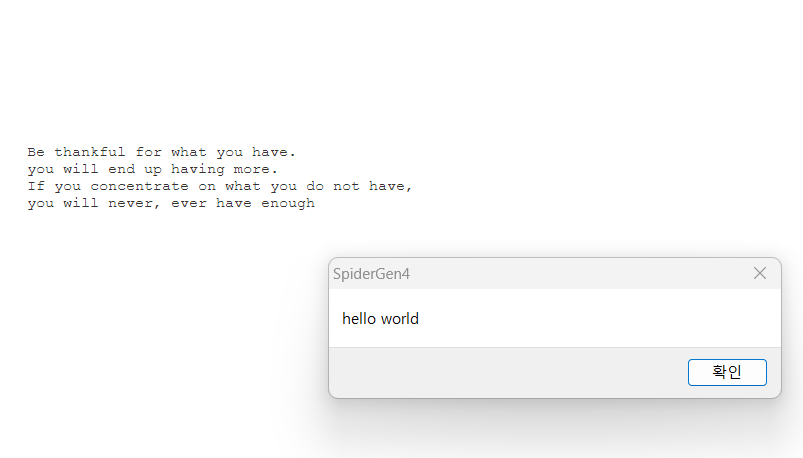 Be thankful for what you have.
you will end up having more.
If you concentrate on what you do not have,
you will never, ever have enough
SpiderGen4
hello world
확인